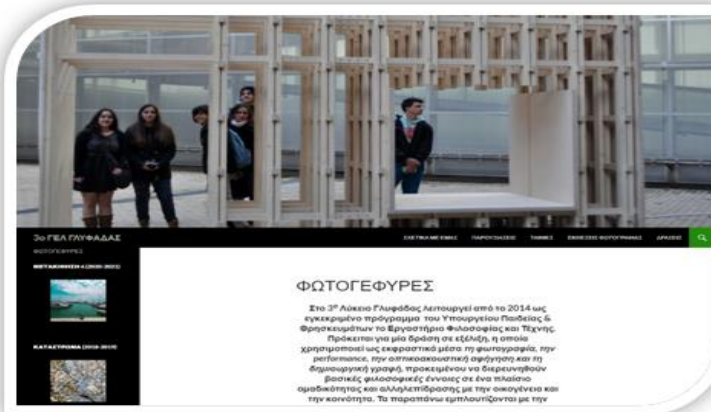 3ο ΓΕΛ ΓΛΥΦΑΔΑΣ
ΣΧΕΤΙΚΑ ΜΕ ΕΜΑΣ ΠΑΡΟΥΣΙΑΣΕΙΣ ΤΑΙΝΙΕΣ ΕΚΘΕΣΕΙΣ ΦΩΤΟΓΡΑΦΙΑΣ ΔΡΑΣΕΙΣ
ΦΩΤΟΓΕΦΥΡΕΣ
ΜΕΤΑΚΙΝΗΣΗ (2020-2021)
ΚΑΤΑΣΤΡΩΜΑ (2018-2019)
ΦΩΤΟΓΕΦΥΡΕΣ
Στο 3º Λύκειο Γλυφάδας λειτουργεί από το 2014 ως
εγκεκριμένο πρόγραμμα του Υπουργείου Παιδείας &
Θρησκευμάτων το Εργαστήριο Φιλοσοφίας και Τέχνης.
Πρόκειται για μία δράση σε εξέλιξη, η οποία
χρησιμοποιεί ως εκφραστικά μέσα τη φωτογραφία, την
performance, την οπτικοακουστική αφήγηση και τη
δημιουργική γραφή, προκειμένου να διερευνηθούν
βασικές φιλοσοφικές έννοιες σε ένα πλαίσιο
ομαδικότητας και αλληλεπίδρασης με την οικογένεια και
την κοινότητα. Τα παραπάνω εμπλουτίζονται με την